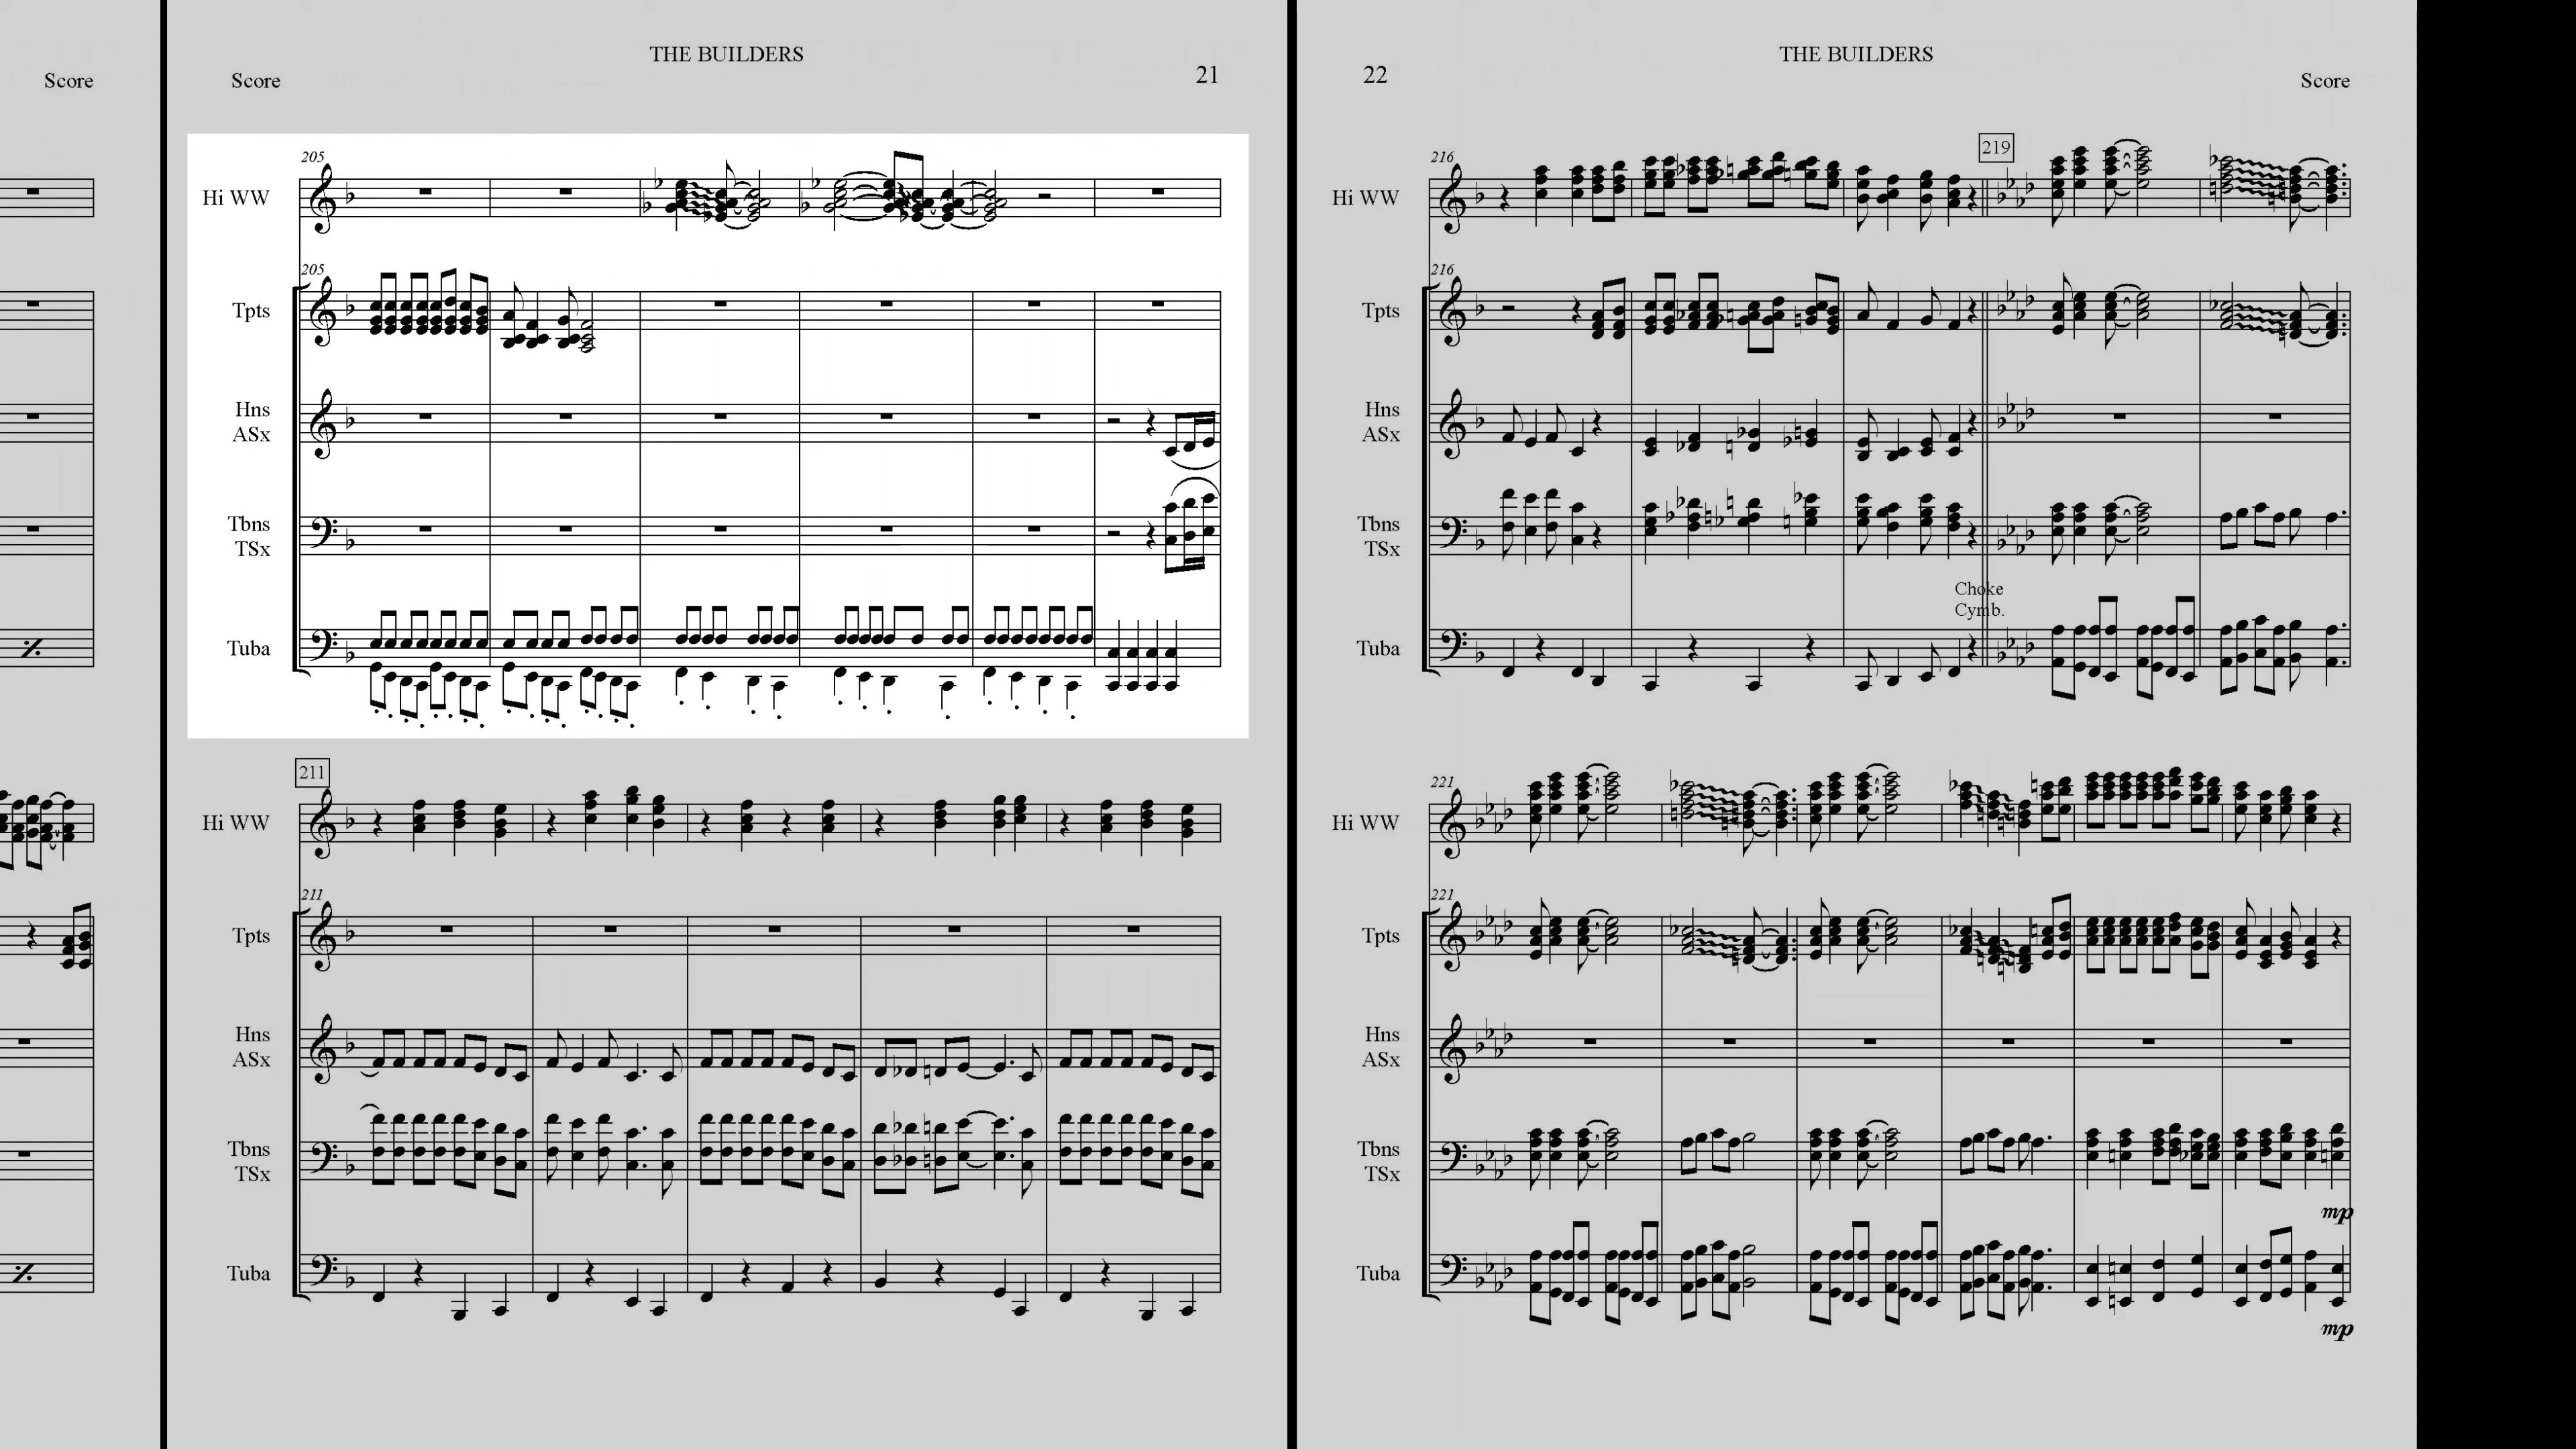 Score
THE BUILDERS
21
Score
205
Hi WW
205
Tpts
Hns
ASx
Tbns
TSx
Tuba
211
Hi WW
211
Tpts
Hns
ASx
Tbns
TSx
Tuba
THE BUILDERS
22
Score
216
219
Hi WW
216
Tpts
Hns
ASx
Tbns
TSx
Choke
Cymb.
Tuba
221
Hi WW
221
Tpts
Hns
ASx
Tbns
TSx
mp
Tuba
mp